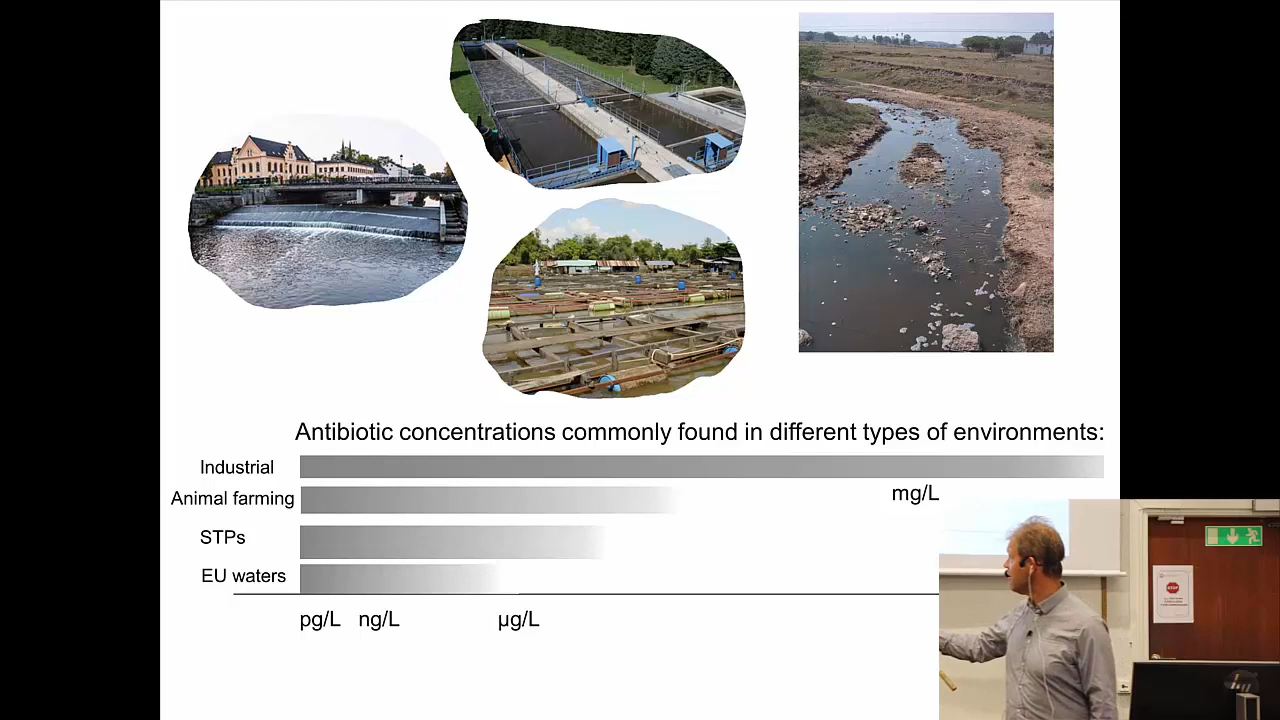 Antibiotic concentrations commonly found in different types of environments:
Industrial
mg/L
Animal farming
STPs
EU waters
pg/L ng/L µg/L
STOP